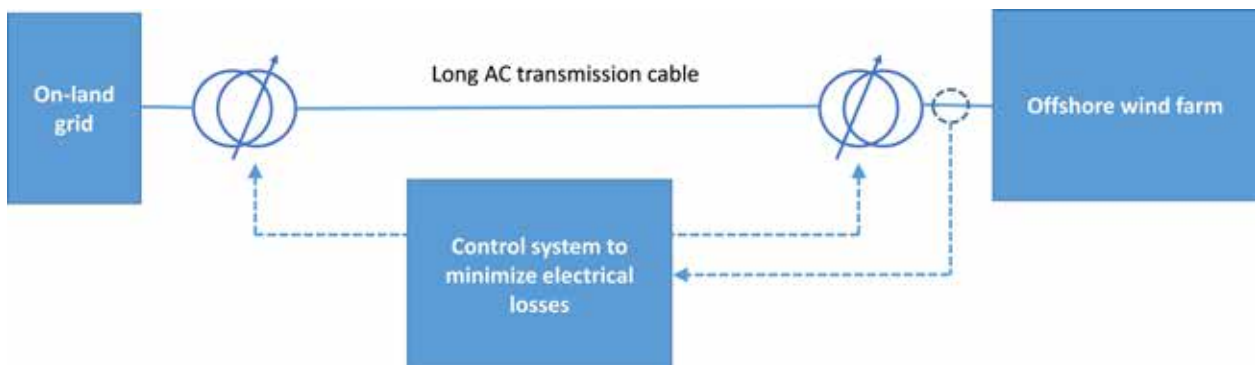 On-land
grid
Long AC transmission cable
Offshore wind farm
Control system to
minimize electrical
losses